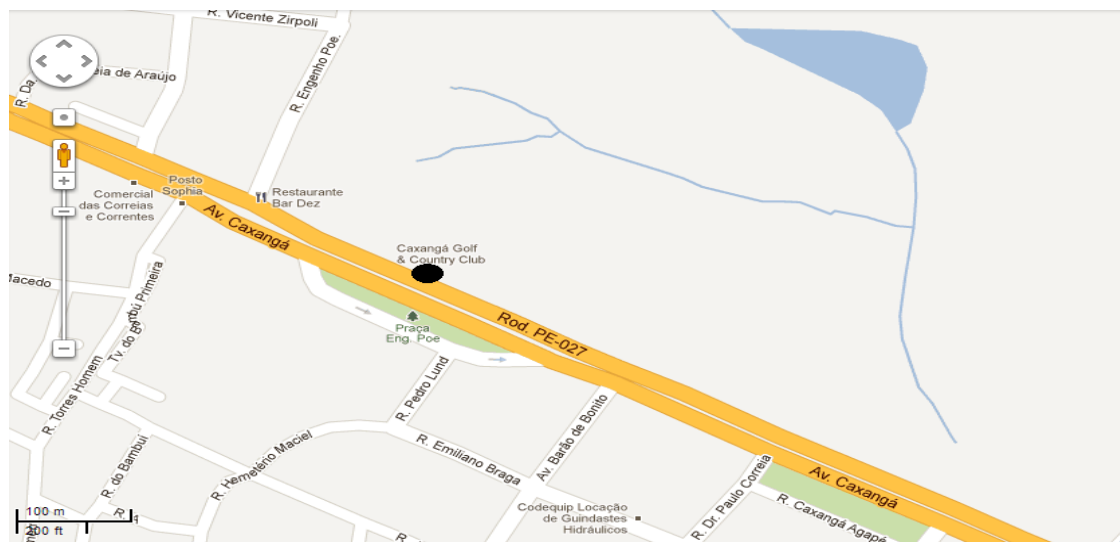 R. Vicente Zirpoli
eia de Araújo
R. Da.
R. Engenho Poe.
Restaurante
Bar Dez
Posto
Sophia
Comercial
das Correias
e Correntes
Av. Caxangá
Caxangá Golf
& Country Club
Macedo
Tv. do Bambú Primeira
Praça
Eng. Poe
Rod. PE-027
R. Torres Homem
R. Pedro Lund
Av. Barão de Bonito
R. do Bambui
R. Hemetério Maciel
R. Emiliano Braga
R. Dr. Paulo Correia
Av. Caxangá
R. Caxangá Agapé
Codequip Locação
de Guindastes
Hidráulicos
100 m
200 ft
R.
R.